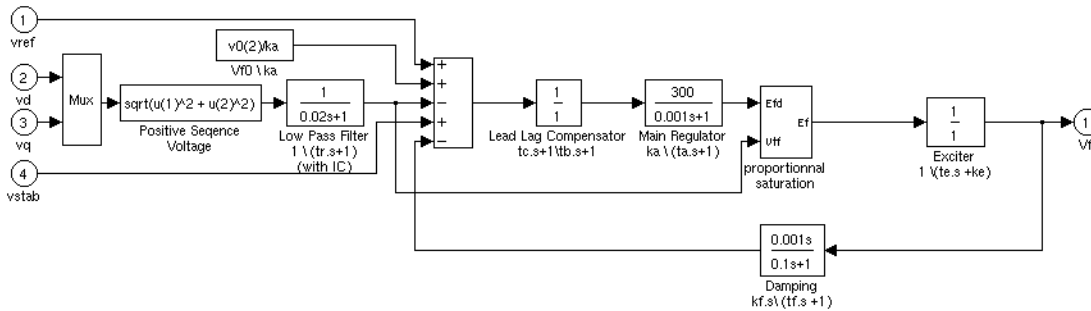 1
vref
v0(2)/ka
Vf0 \ ka
2
vd
Mux
3
vq
sqrt(u(1)^2 + u(2)^2)
Positive Seqence
Voltage
1
0.02s+1
Low Pass Filter
1 \ (tr.s+1)
(with IC)
4
vstab
+
+
−
+
−
1
1
Lead Lag Compensator
tc.s+1\tb.s+1
300
0.001s+1
Main Regulator
ka \ (ta.s+1)
Efd
Ef
Vtf
proportionnal
saturation
1
1
Exciter
1 \(te.s +ke)
1
Vf
0.001s
0.1s+1
Damping
kf.s\ (tf.s +1)